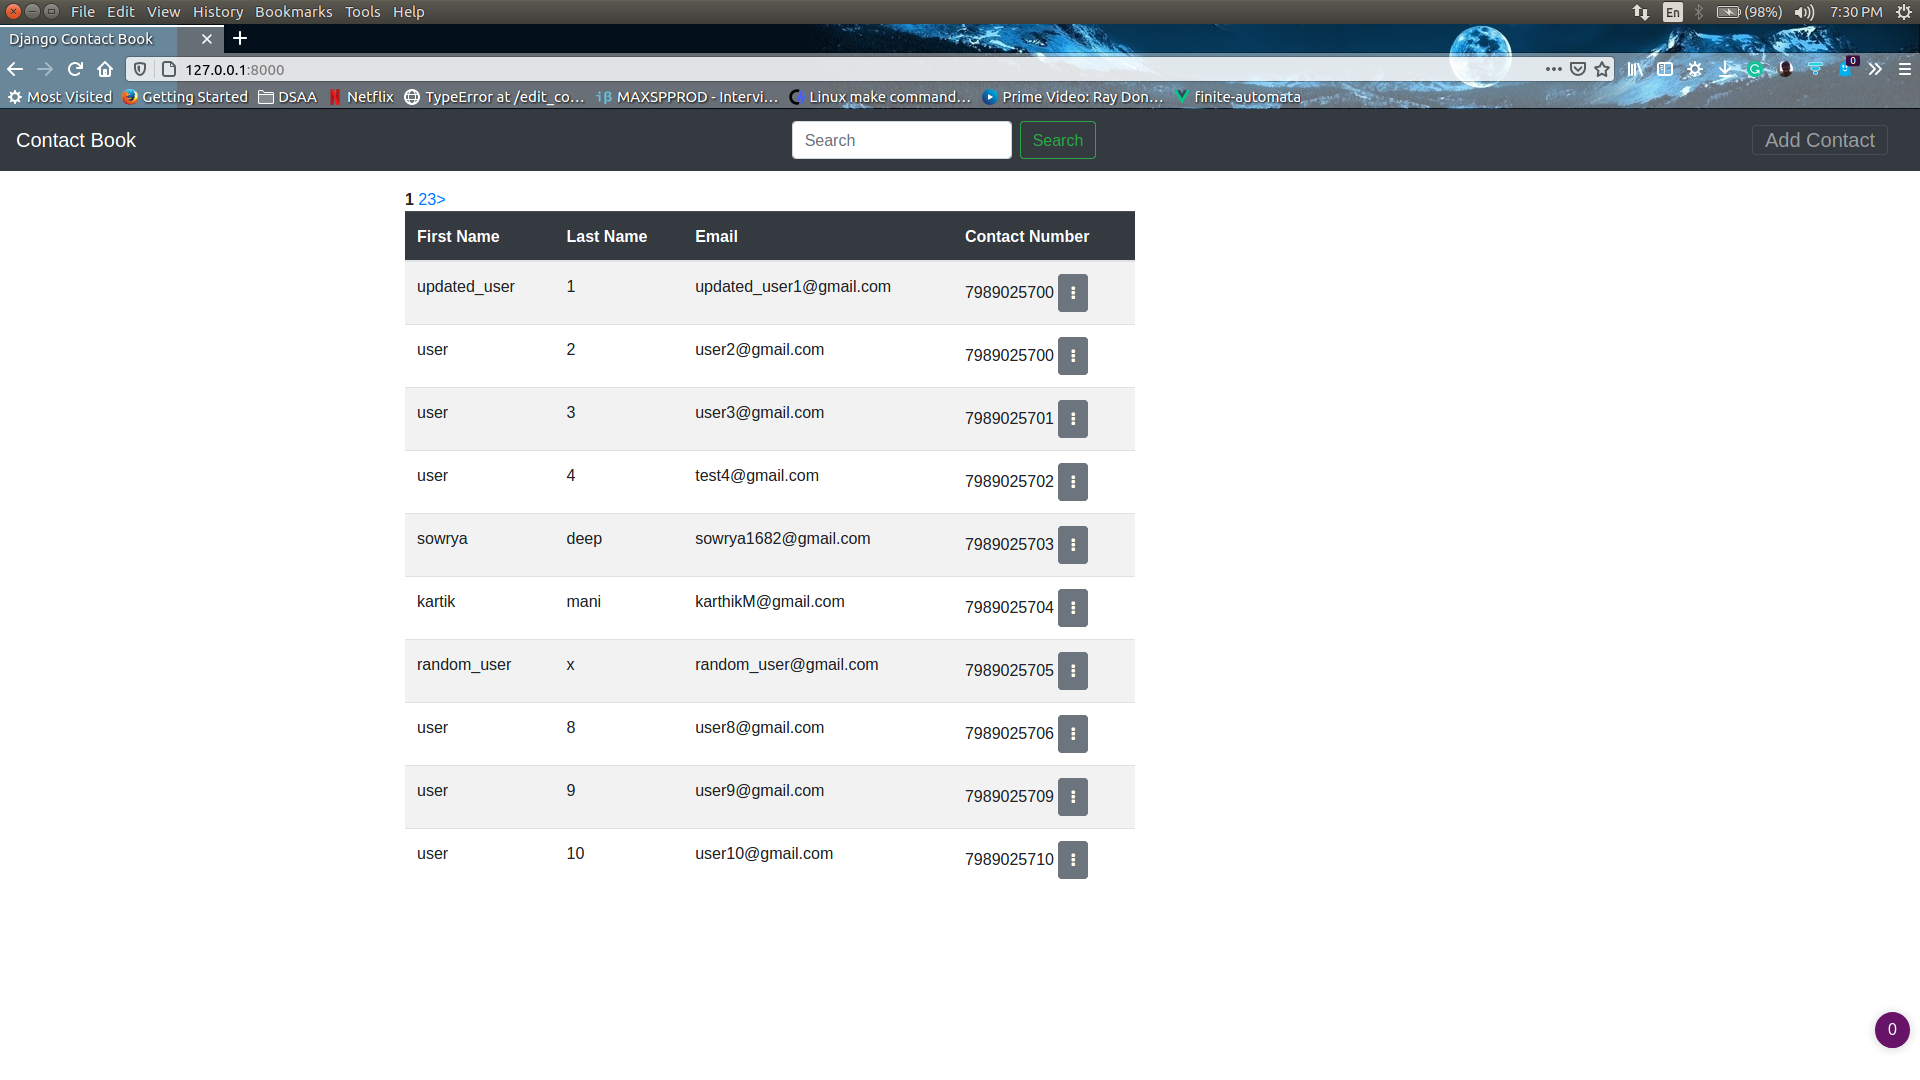 File Edit View History Bookmarks Tools Help En (98%) 7:30 PM
Django Contact Book
127.0.0.1:8000 0
Most Visited Getting Started DSAA Netflix TypeError at /edit_co... MAXSPPROD - Intervi... Linux make command... Prime Video: Ray Don... finite-automata
Contact Book Search Search Add Contact
1 23>
First Name Last Name Email Contact Number
updated_user 1 updated_user1@gmail.com 7989025700
user 2 user2@gmail.com 7989025700
user 3 user3@gmail.com 7989025701
user 4 test4@gmail.com 7989025702
sowrya deep sowrya1682@gmail.com 7989025703
kartik mani karthikM@gmail.com 7989025704
random_user x random_user@gmail.com 7989025705
user 8 user8@gmail.com 7989025706
user 9 user9@gmail.com 7989025709
user 10 user10@gmail.com 7989025710
0